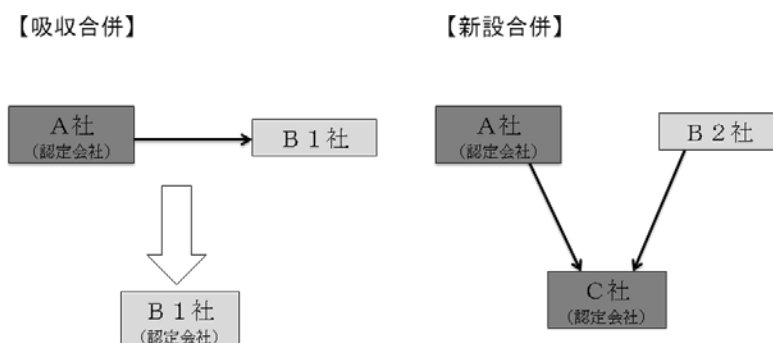 【吸収合併】
A社
(認定会社)
B1社
B1社
(認定会社)
【新設合併】
A社
(認定会社)
B2社
C社
(認定会社)